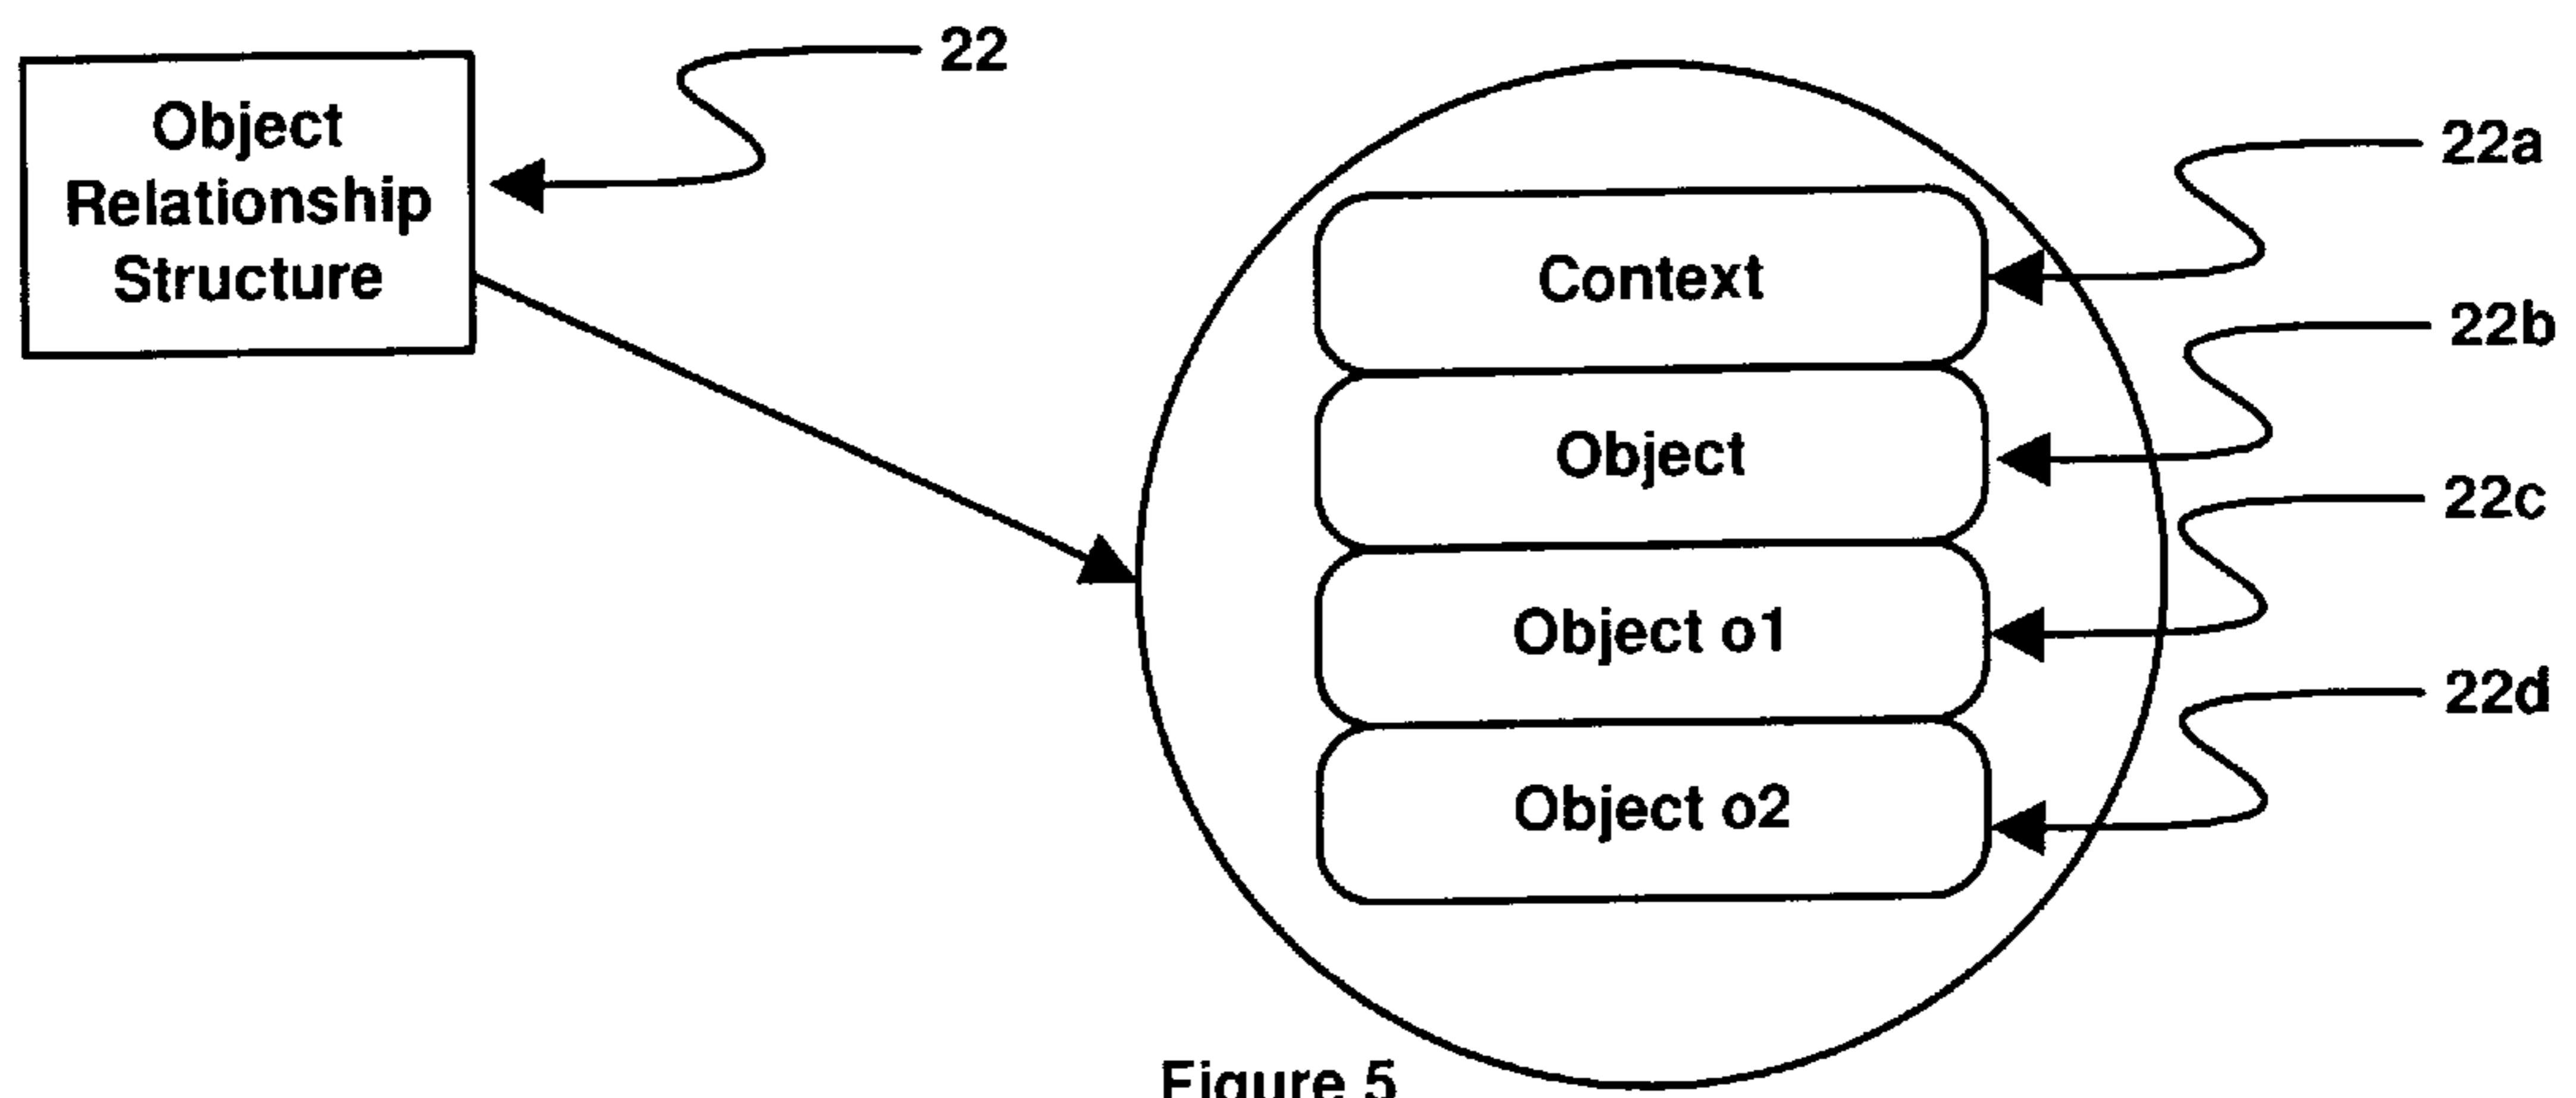 22
Object
Relationship
Structure
22a
Context
22b
Object
22c
Object o1
22d
Object o2
Figure 5